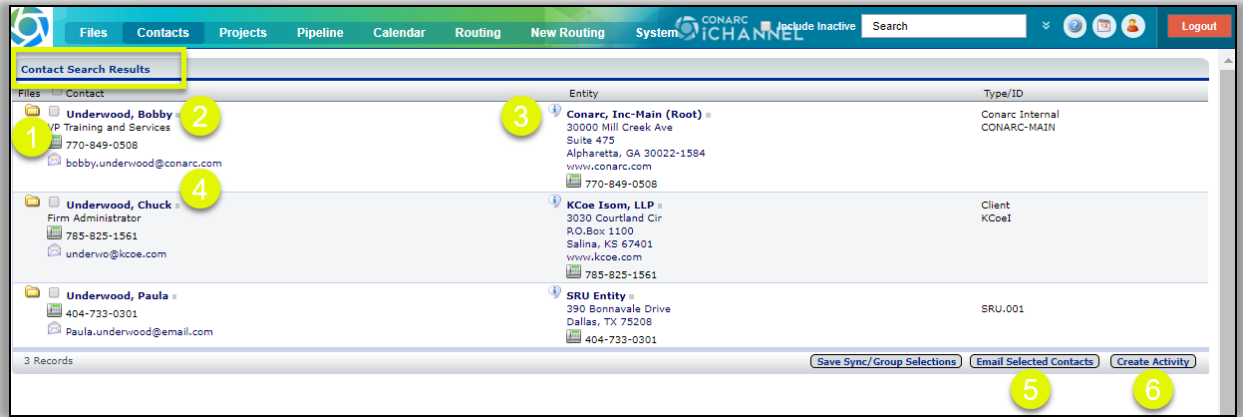 Files Contacts Projects Pipeline Calendar Routing New Routing System CONARC iCHANNEL Include Inactive Search Logout
Contact Search Results
Files Contact Entity Type/ID
Underwood, Bobby 2 3 Conarc, Inc-Main (Root) Conarc Internal
1 VP Training and Services 30000 Mill Creek Ave CONARC-MAIN
770-849-0508 Suite 475
bobby.underwood@conarc.com Alpharetta, GA 30022-1584
www.conarc.com
770-849-0508
4
Underwood, Chuck KCoe Isom, LLP Client
Firm Administrator 3030 Courtland Cir KCoeI
785-825-1561 P.O.Box 1100
underwo@kcoe.com Salina, KS 67401
www.kcoe.com
785-825-1561
Underwood, Paula SRU Entity
404-733-0301 390 Bonnavale Drive SRU.001
Paula.underwood@email.com Dallas, TX 75208
404-733-0301
3 Records Save Sync/Group Selections Email Selected Contacts Create Activity
5 6